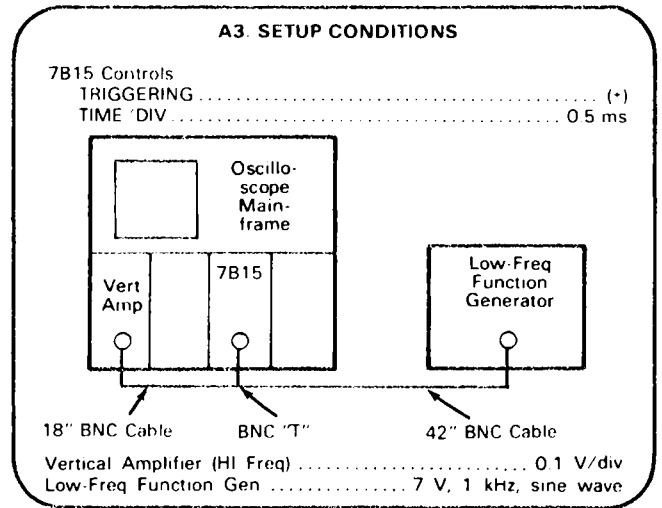 A3. SETUP CONDITIONS
7B15 Controls
TRIGGERING ........................................ (+)
TIME/DIV ........................................ 0.5 ms
Oscillo-
scope
Main-
frame
Vert
Amp
7B15
Low-Freq
Function
Generator
18" BNC Cable
BNC "T"
42" BNC Cable
Vertical Amplifier (HI Freq) ........................ 0.1 V/div
Low-Freq Function Gen .............. 7 V, 1 kHz, sine wave